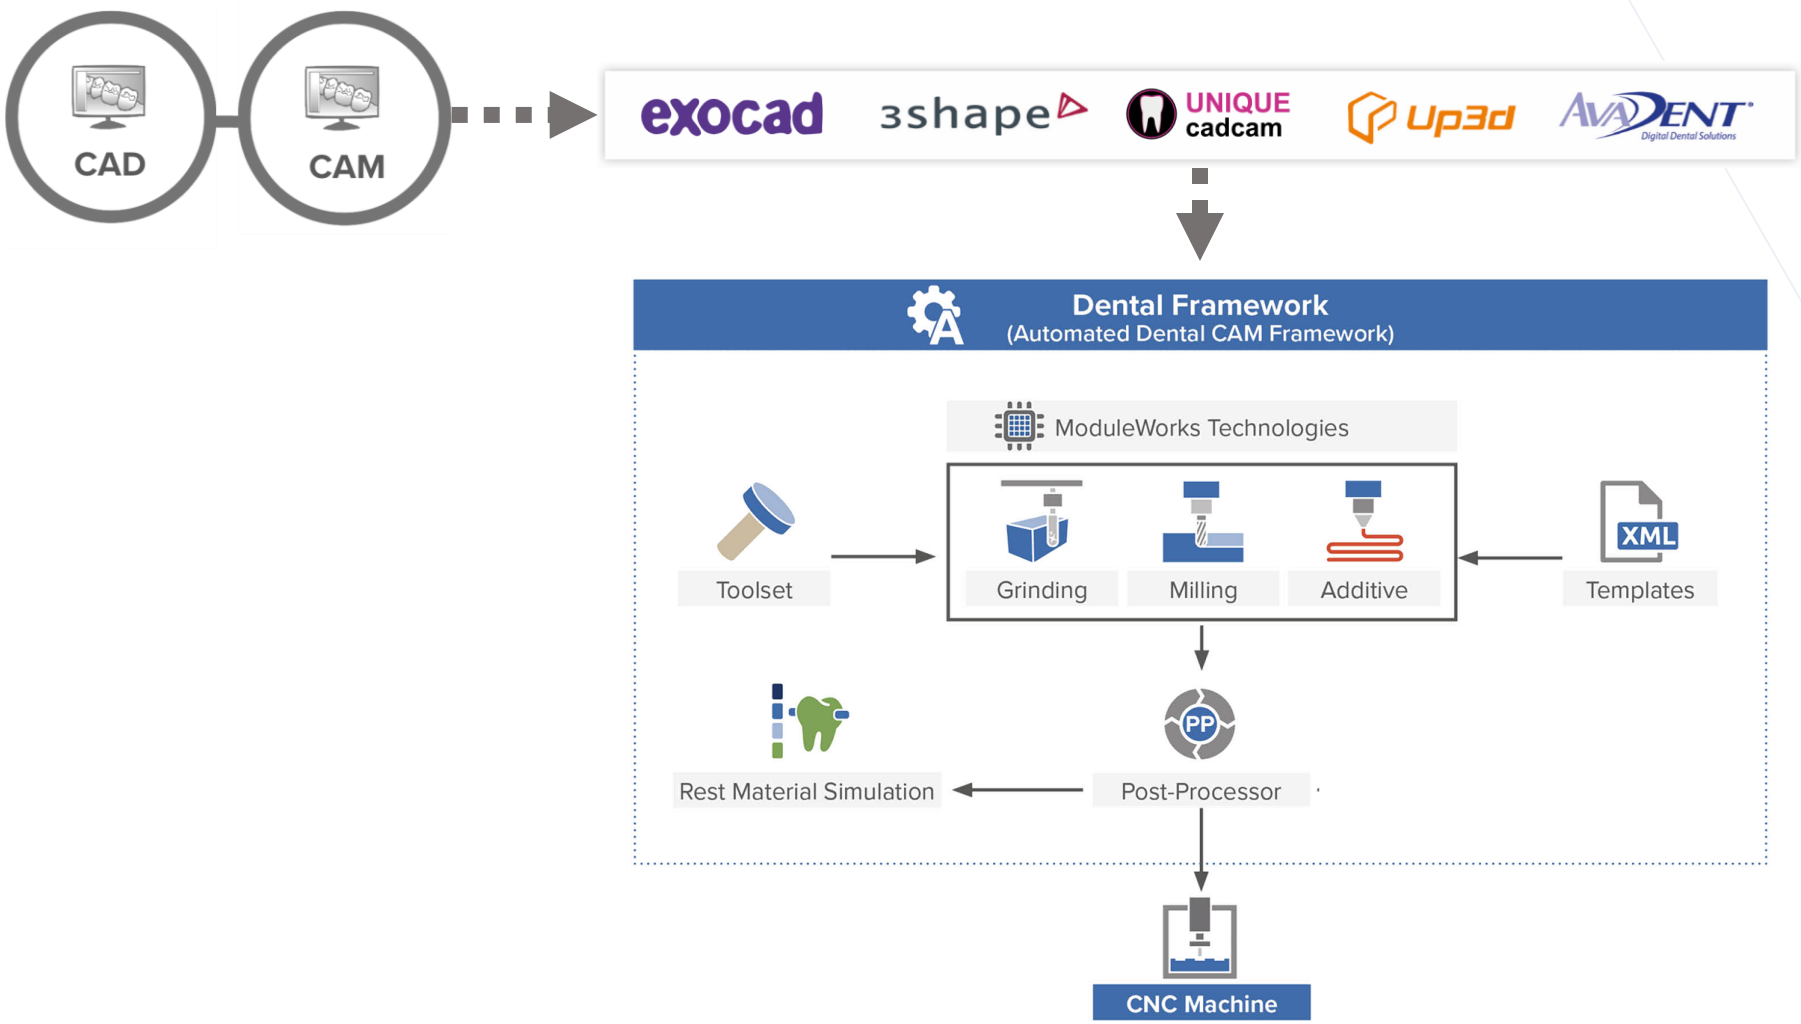 CAD
CAM
exocad
3shape
UNIQUE
cadcam
Up3d
AVADENT
Digital Dental Solutions
Dental Framework
(Automated Dental CAM Framework)
A
ModuleWorks Technologies
XML
Toolset
Grinding
Milling
Additive
Templates
PP
Rest Material Simulation
Post-Processor
CNC Machine